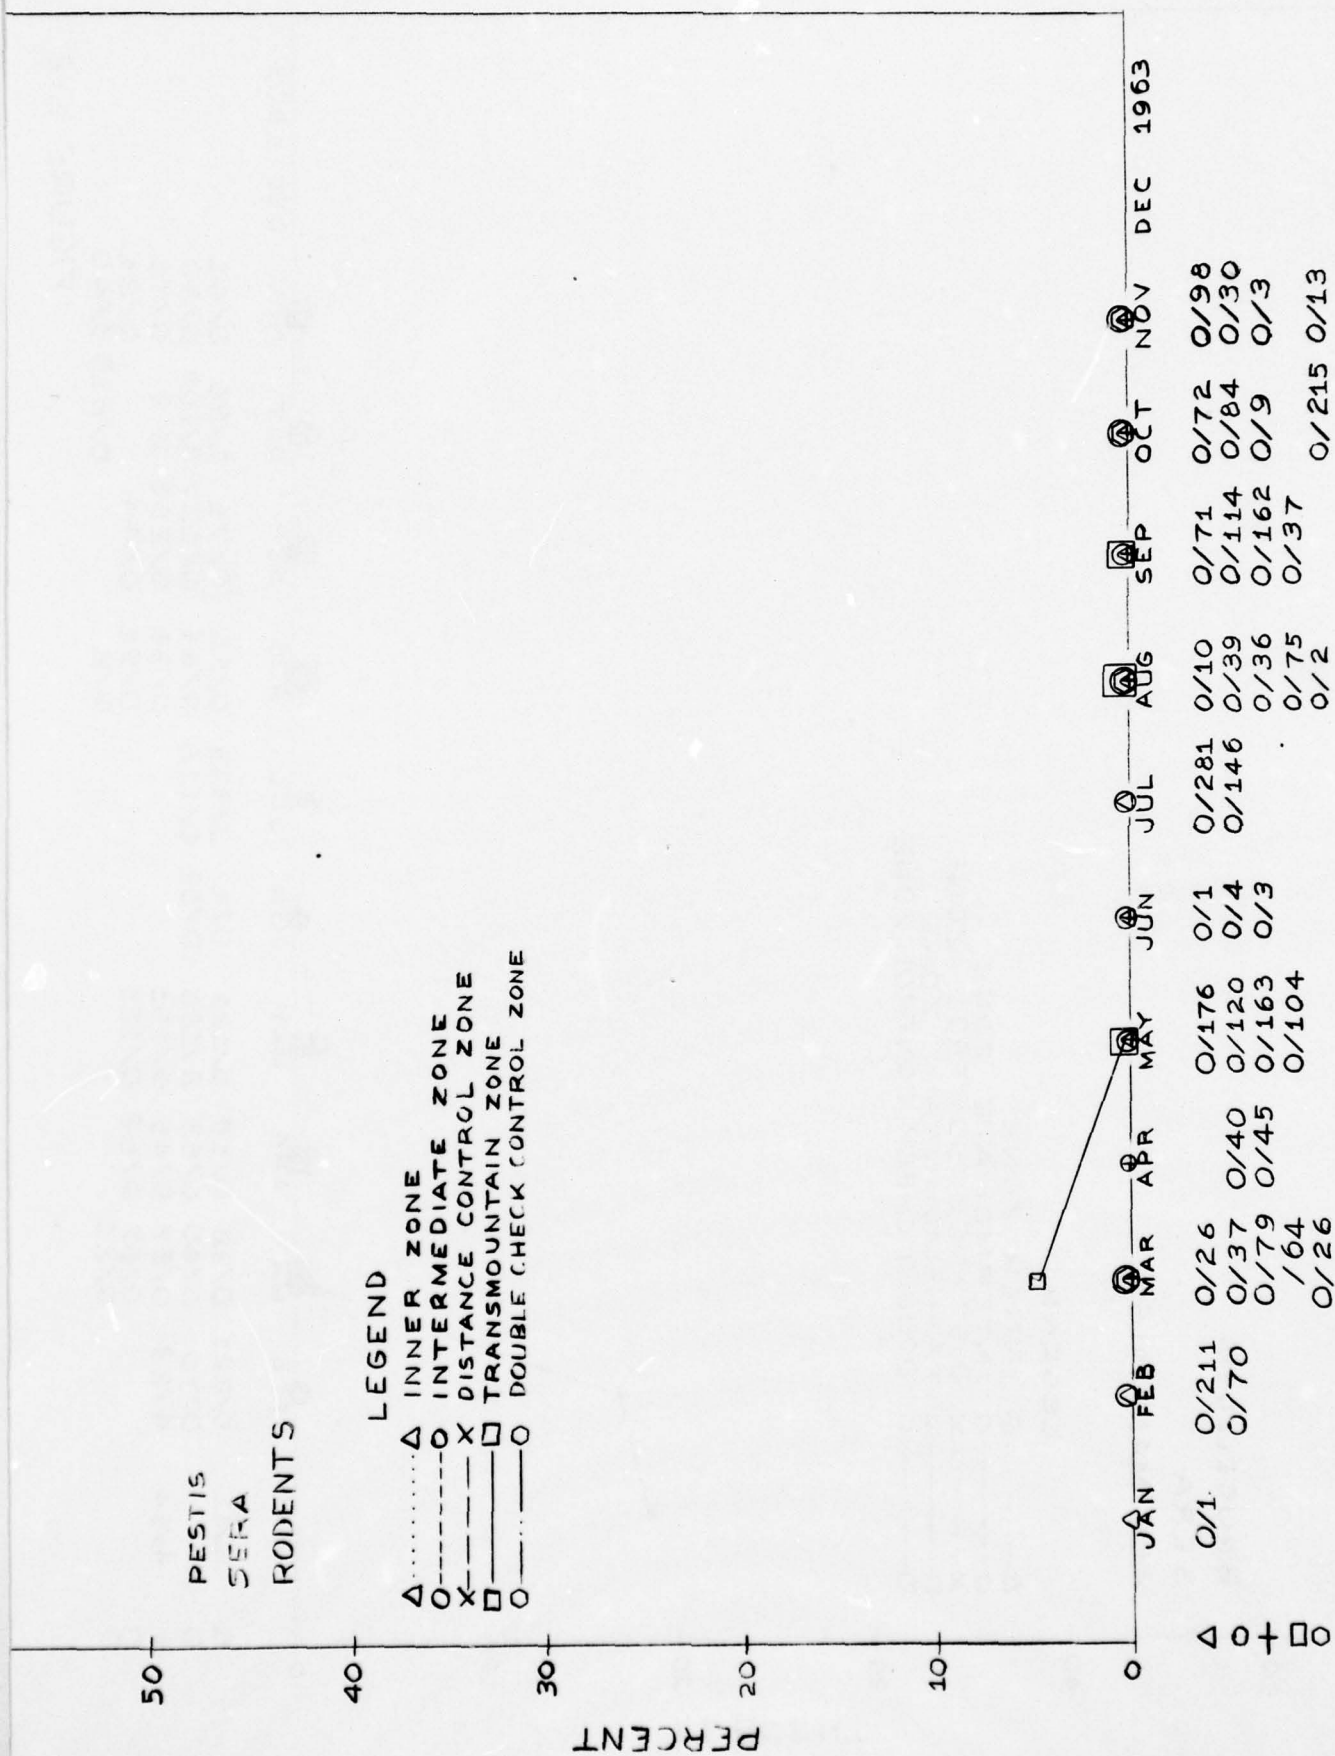 PESTIS
SERA
RODENTS
LEGEND
Δ········Δ INNER ZONE
O--------O INTERMEDIATE ZONE
X— — —X DISTANCE CONTROL ZONE
□———□ TRANSMOUNTAIN ZONE
O—···—O DOUBLE CHECK CONTROL ZONE
PERCENT
50
40
30
20
10
0
JAN FEB MAR APR MAY JUN JUL AUG SEP OCT NOV DEC 1963
Δ 0/1 0/211 0/26 0/176 0/1 0/281 0/10 0/71 0/72 0/98
O 0/70 0/37 0/40 0/120 0/4 0/146 0/39 0/114 0/84 0/30
+ 0/79 0/45 0/163 0/3 0/36 0/162 0/9 0/3
□ /64 0/104 0/75 0/37
O 0/26 0/2 0/215 0/13